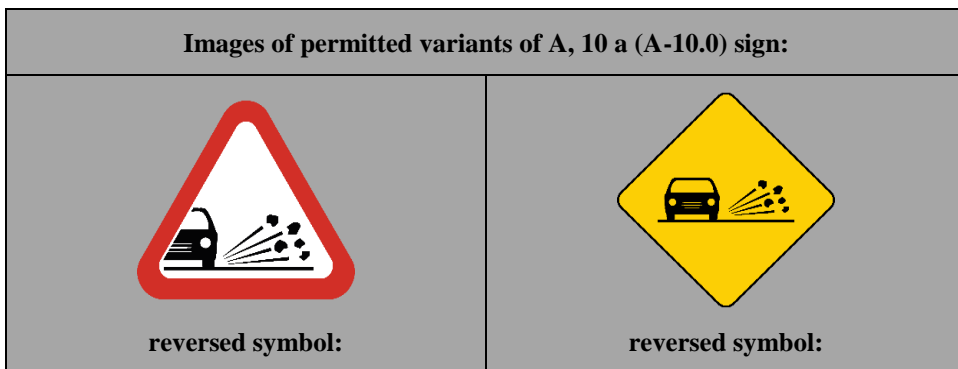 Images of permitted variants of A, 10 a (A-10.0) sign:
reversed symbol:
reversed symbol: